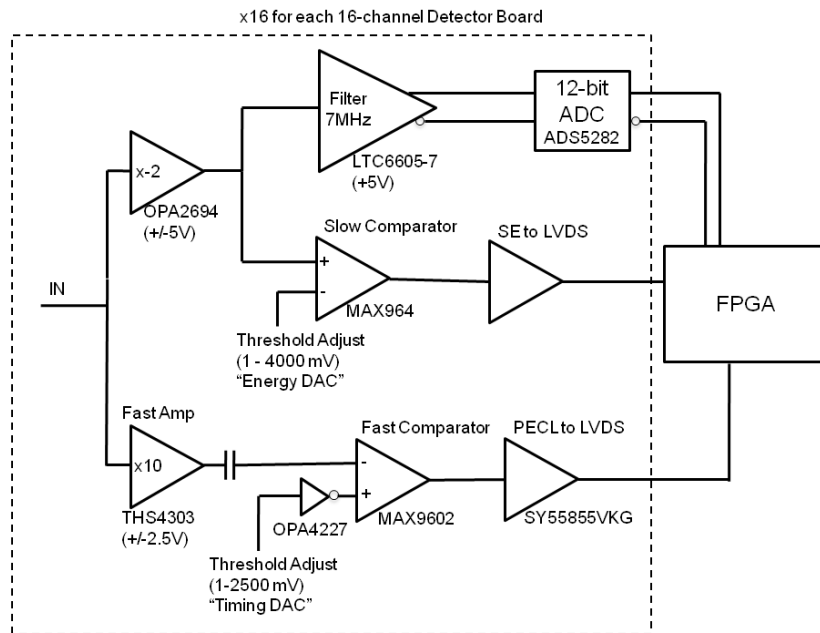 x16 for each 16-channel Detector Board
Filter
7MHz
LTC6605-7
(+5V)
12-bit
ADC
ADS5282
x-2
OPA2694
(+/-5V)
Slow Comparator
+
-
MAX964
SE to LVDS
IN
FPGA
Threshold Adjust
(1 - 4000 mV)
“Energy DAC”
Fast Amp
x10
THS4303
(+/-2.5V)
Fast Comparator
-
+
MAX9602
OPA4227
PECL to LVDS
SY55855VKG
Threshold Adjust
(1-2500 mV)
“Timing DAC”